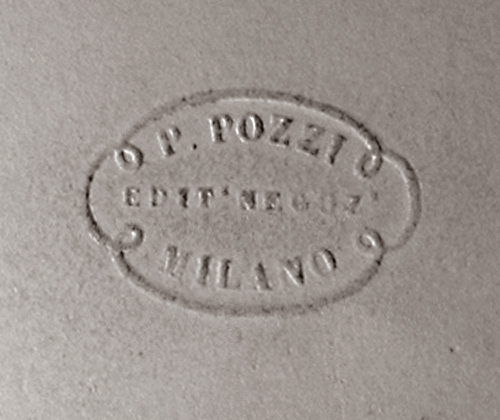 P. POZZI
EDIT' NEGOZ'
MILANO